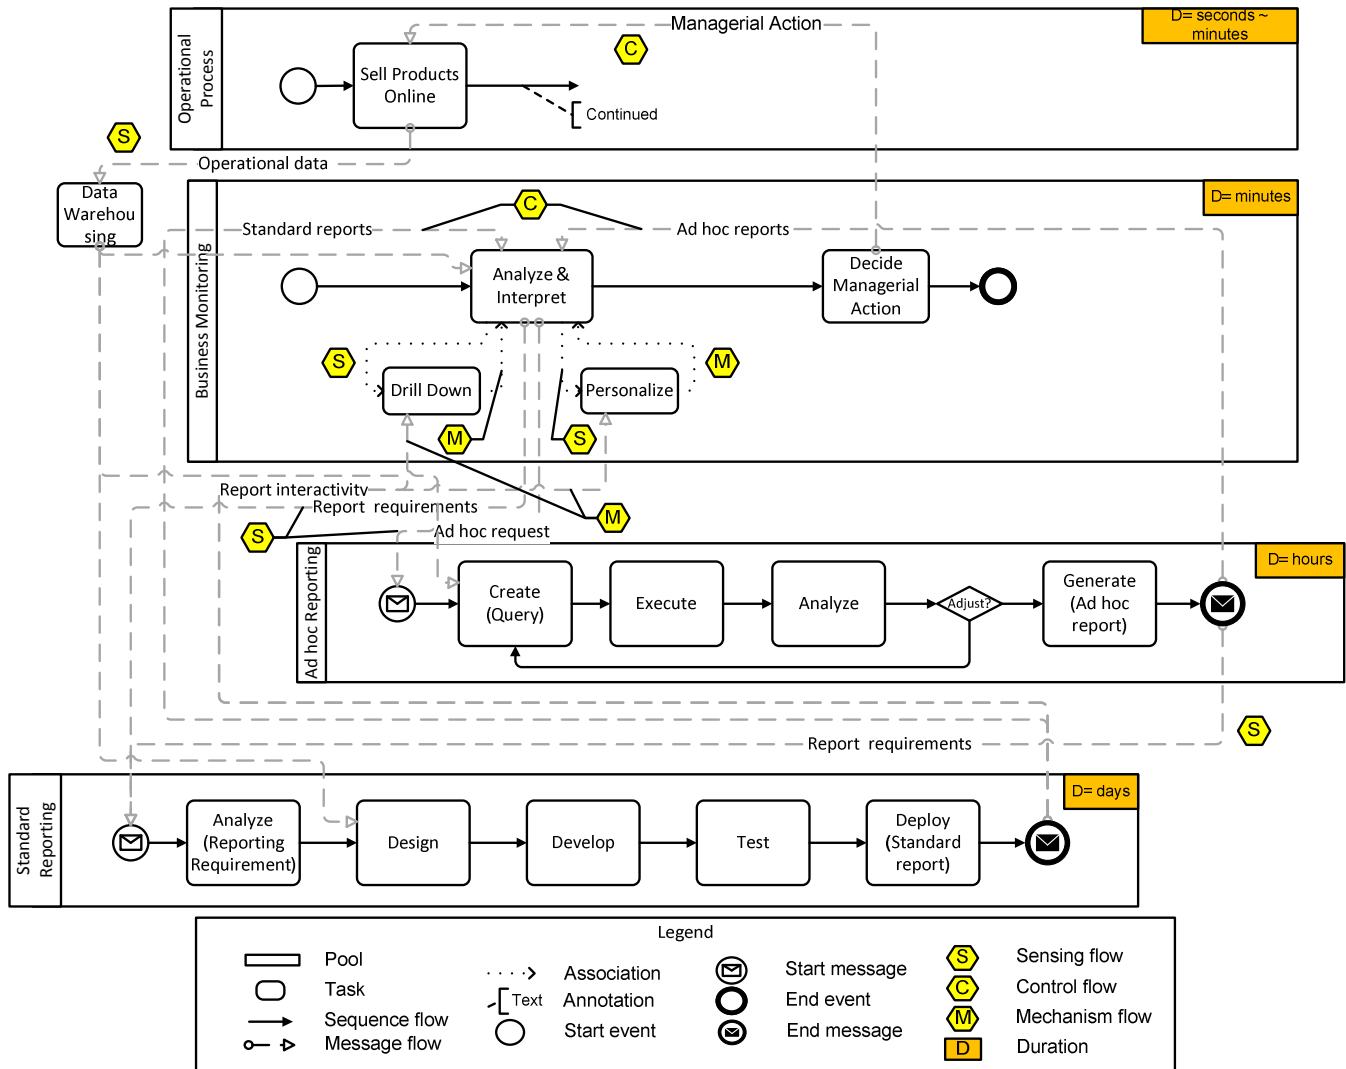 Managerial Action
D= seconds ~
minutes
Operational
Process
C
Sell Products
Online
Continued
S
Operational data
Data
Warehou
sing
Business Monitoring
D= minutes
C
Standard reports
Ad hoc reports
Analyze &
Interpret
Decide
Managerial
Action
S
M
Drill Down
Personalize
M
S
Report interactivity
Report requirements
M
S
Ad hoc request
Ad hoc Reporting
D= hours
Create
(Query)
Execute
Analyze
Adjust?
Generate
(Ad hoc
report)
S
Report requirements
Standard
Reporting
D= days
Analyze
(Reporting
Requirement)
Design
Develop
Test
Deploy
(Standard
report)
Legend
Pool
Task
Sequence flow
Message flow
Association
Text
Annotation
Start event
Start message
End event
End message
S
Sensing flow
C
Control flow
M
Mechanism flow
D
Duration